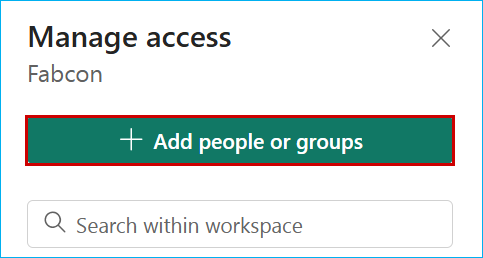 Manage access
Fabcon
Add people or groups
Search within workspace